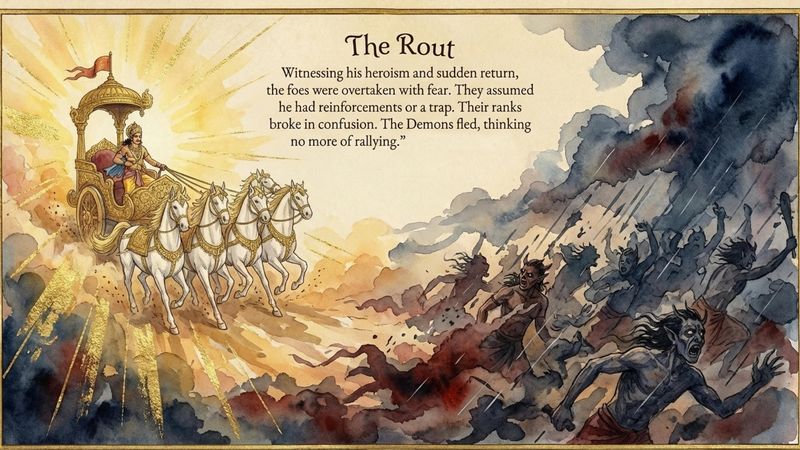 The Rout
Witnessing his heroism and sudden return,
the foes were overtaken with fear. They assumed
he had reinforcements or a trap. Their ranks
broke in confusion. The Demons fled, thinking
no more of rallying.”